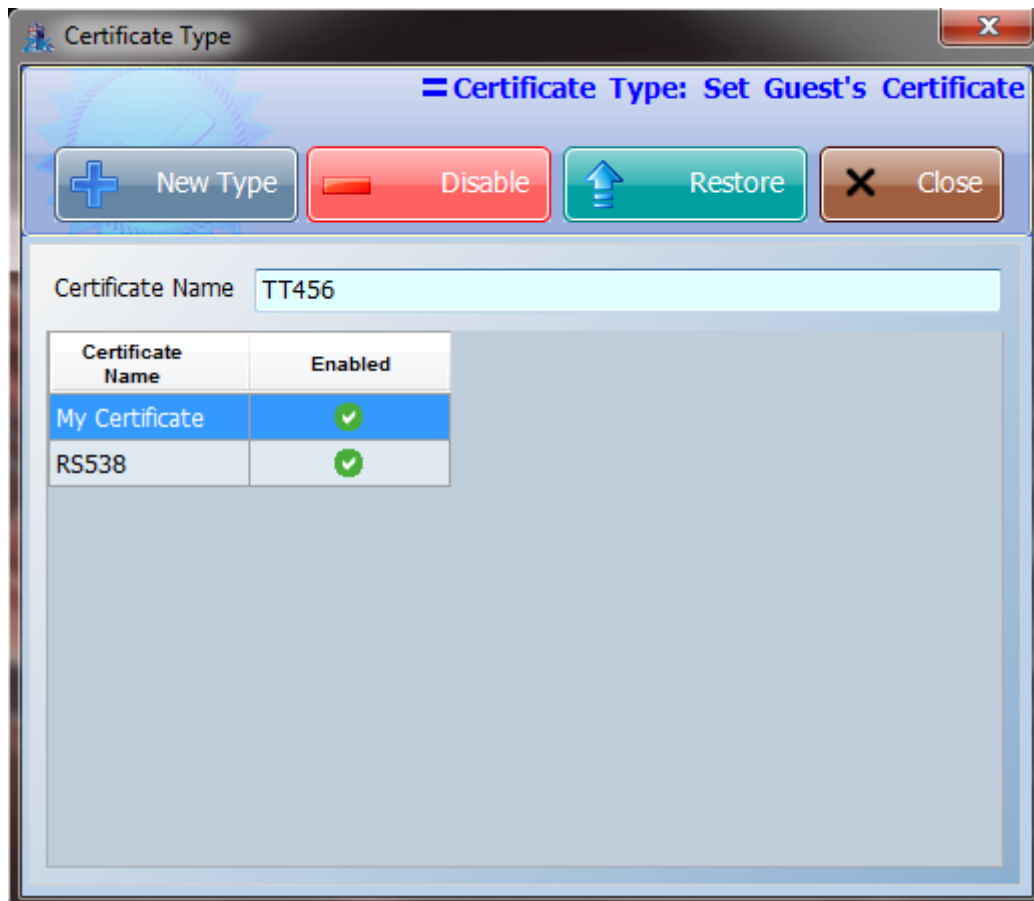 Certificate Type
Certificate Type: Set Guest's Certificate
New Type Disable Restore Close
Certificate Name TT456
Certificate
Name Enabled
My Certificate
RS538